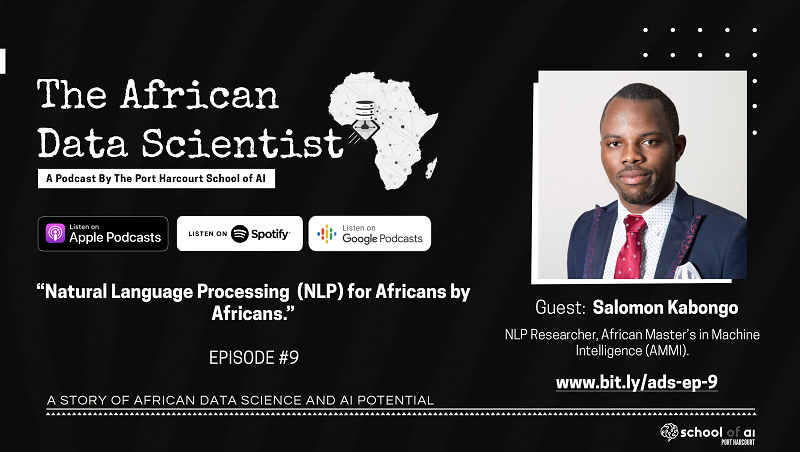 The African
Data Scientist
A Podcast By The Port Harcourt School of AI
Listen on
Apple Podcasts
LISTEN ON Spotify
Listen on
Google Podcasts
“Natural Language Processing (NLP) for Africans by
Africans.”
EPISODE #9
A STORY OF AFRICAN DATA SCIENCE AND AI POTENTIAL
Guest: Salomon Kabongo
NLP Researcher, African Master's in Machine
Intelligence (AMMI).
www.bit.ly/ads-ep-9
school of aı
PORT HARCOURT